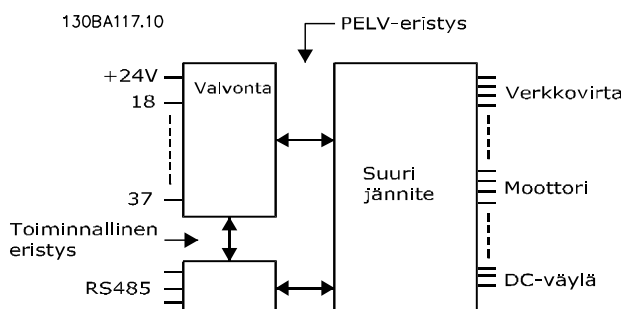 130BA117.10
PELV-eristys
+24V
18
37
Valvonta
Suuri
jännite
Verkkovirta
Moottori
DC-väylä
Toiminnallinen
eristys
RS485